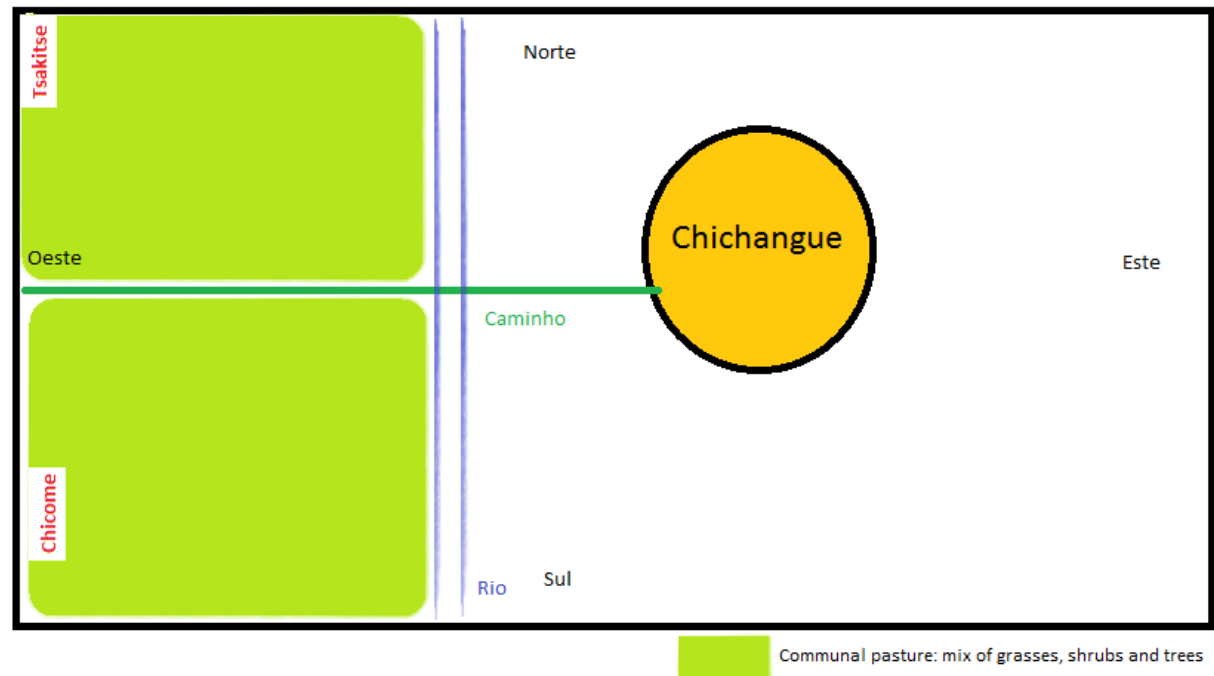 Tsakitse
Norte
Chichangue
Oeste
Este
Caminho
Chicome
Rio
Sul
Communal pasture: mix of grasses, shrubs and trees